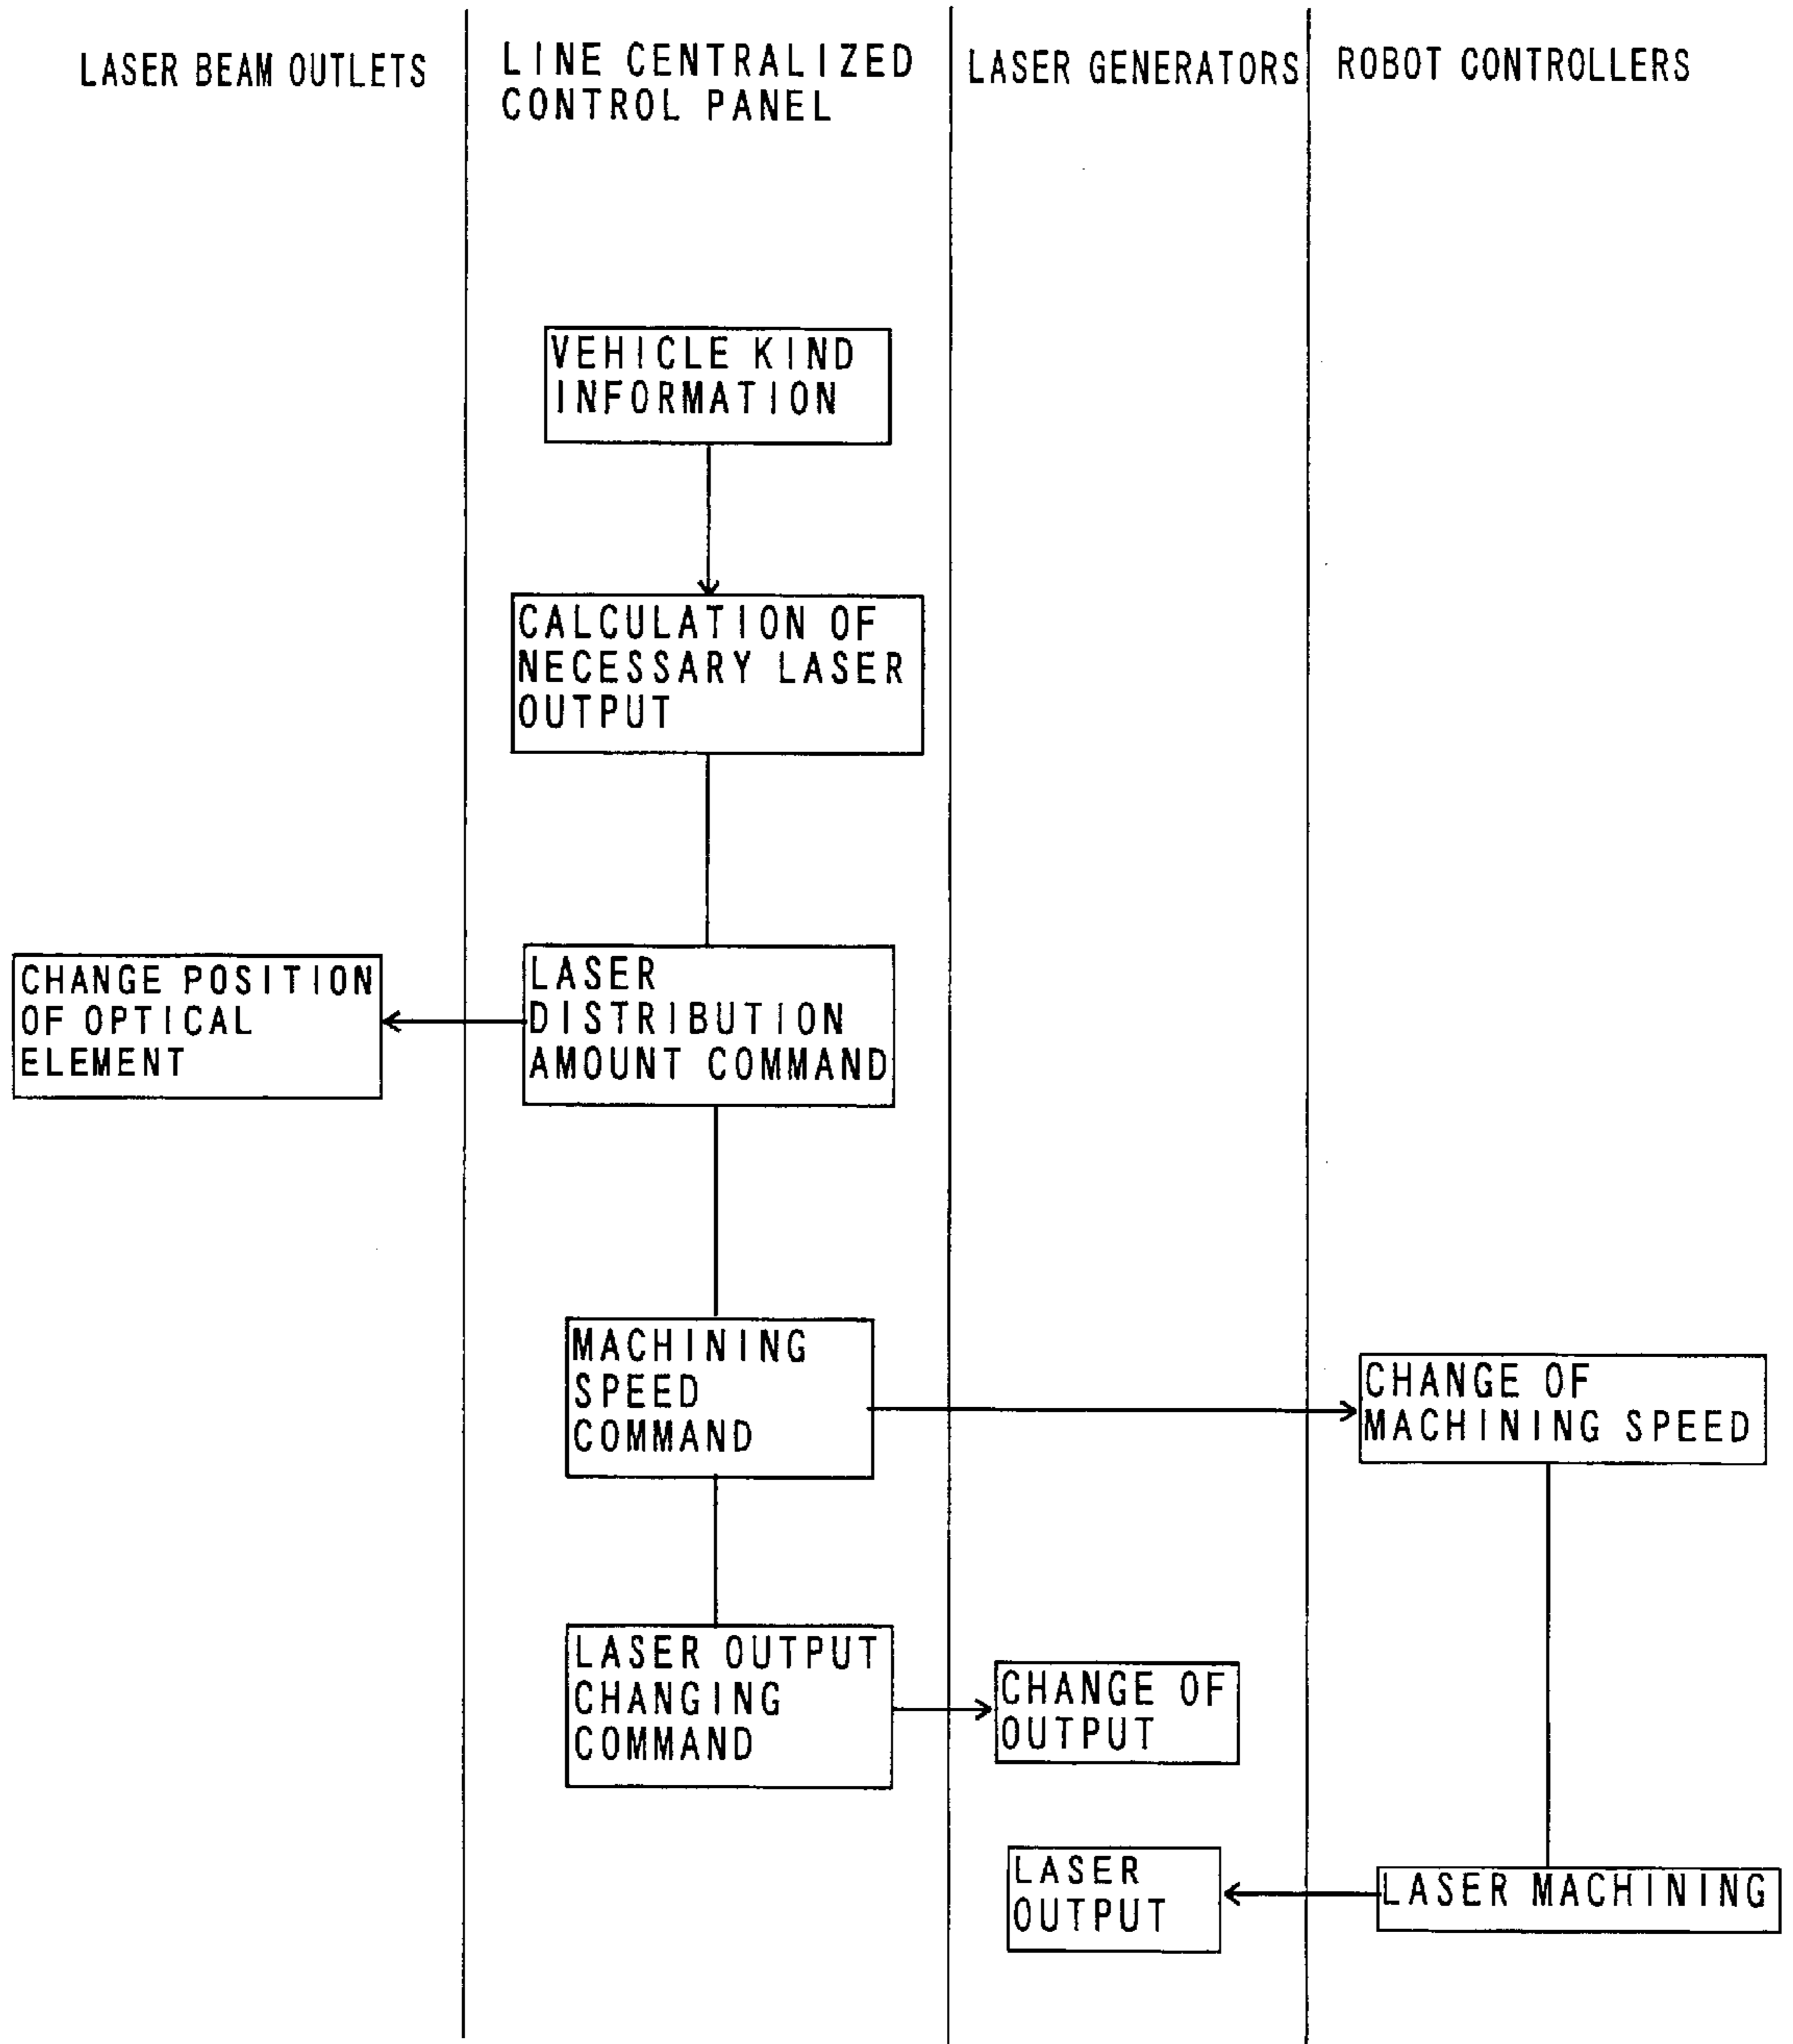 LASER BEAM OUTLETS
LINE CENTRALIZED
CONTROL PANEL
LASER GENERATORS
ROBOT CONTROLLERS
VEHICLE KIND
INFORMATION
CALCULATION OF
NECESSARY LASER
OUTPUT
CHANGE POSITION
OF OPTICAL
ELEMENT
LASER
DISTRIBUTION
AMOUNT COMMAND
MACHINING
SPEED
COMMAND
CHANGE OF
MACHINING SPEED
LASER OUTPUT
CHANGING
COMMAND
CHANGE OF
OUTPUT
LASER
OUTPUT
LASER MACHINING